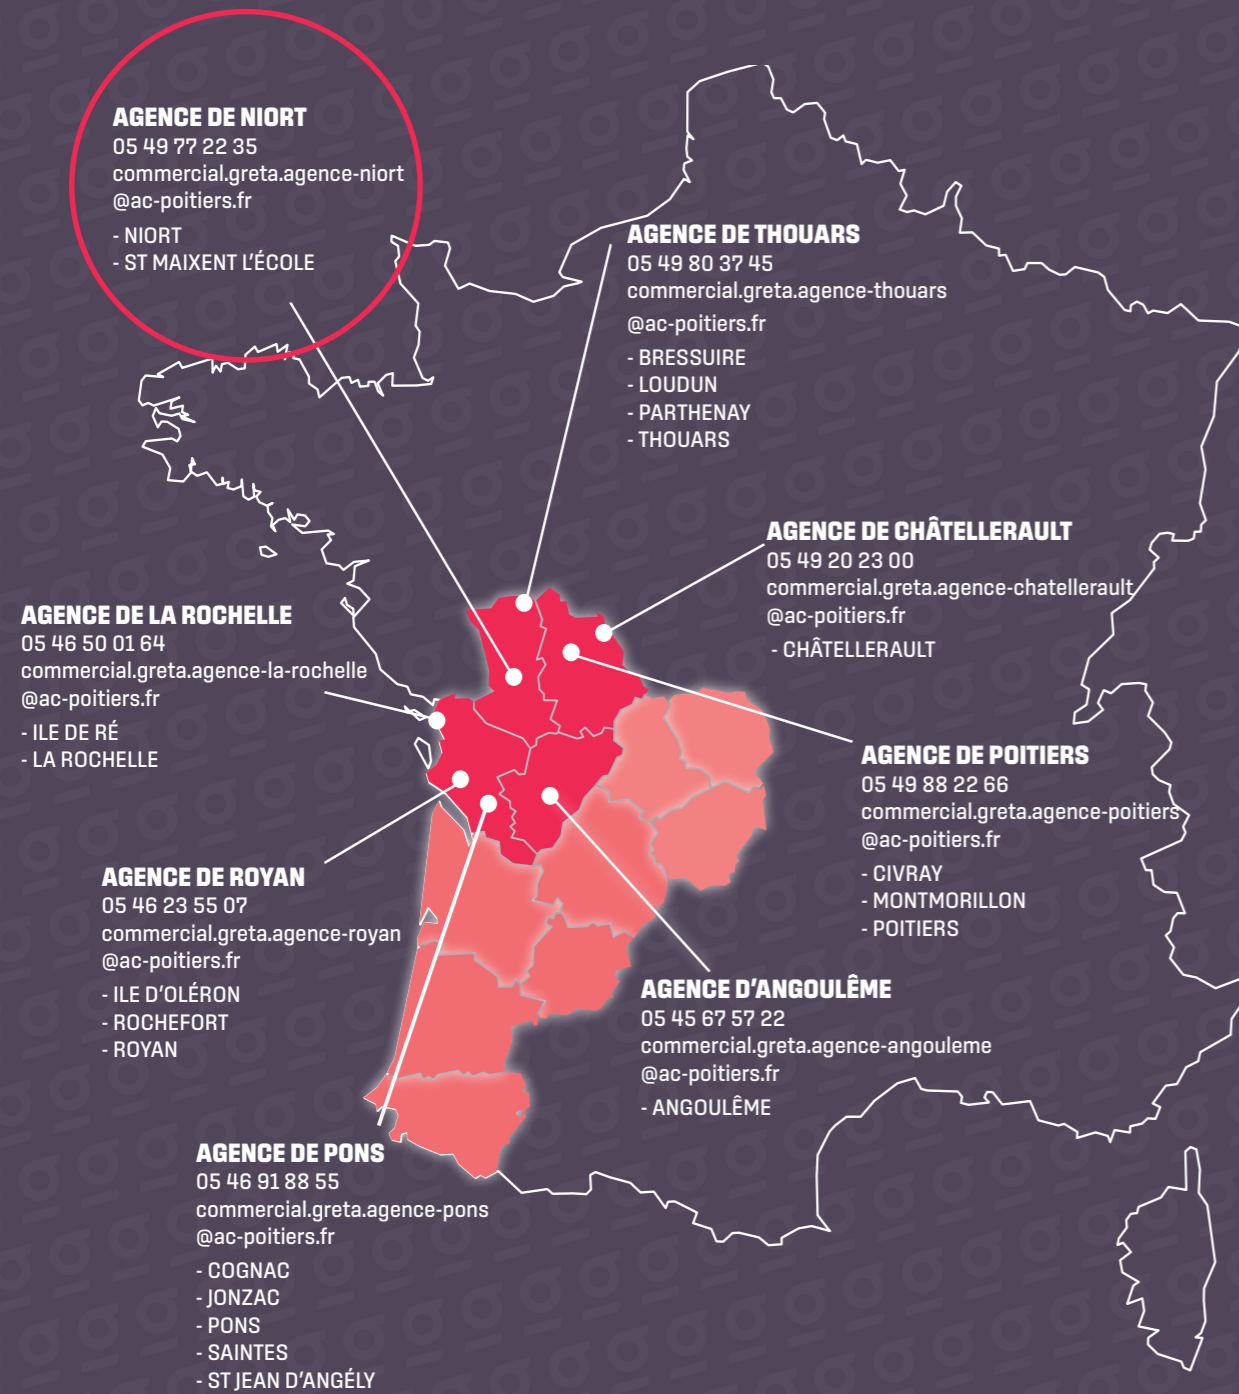 AGENCE DE NIORT
05 49 77 22 35
commercial.greta.agence-niort
@ac-poitiers.fr
- NIORT
- ST MAIXENT L'ÉCOLE
AGENCE DE THOUARS
05 49 80 37 45
commercial.greta.agence-thouars
@ac-poitiers.fr
- BRESSUIRE
- LOUDUN
- PARTHENAY
- THOUARS
AGENCE DE CHÂTELLERAULT
05 49 20 23 00
commercial.greta.agence-chatellerault
@ac-poitiers.fr
- CHÂTELLERAULT
AGENCE DE LA ROCHELLE
05 46 50 01 64
commercial.greta.agence-la-rochelle
@ac-poitiers.fr
- ILE DE RÉ
- LA ROCHELLE
AGENCE DE POITIERS
05 49 88 22 66
commercial.greta.agence-poitiers
@ac-poitiers.fr
- CIVRAY
- MONTMORILLON
- POITIERS
AGENCE DE ROYAN
05 46 23 55 07
commercial.greta.agence-royan
@ac-poitiers.fr
- ILE D'OLÉRON
- ROCHEFORT
- ROYAN
AGENCE D'ANGOULÊME
05 45 67 57 22
commercial.greta.agence-angouleme
@ac-poitiers.fr
- ANGOULÊME
AGENCE DE PONS
05 46 91 88 55
commercial.greta.agence-pons
@ac-poitiers.fr
- COGNAC
- JONZAC
- PONS
- SAINTES
- ST JEAN D'ANGÉLY